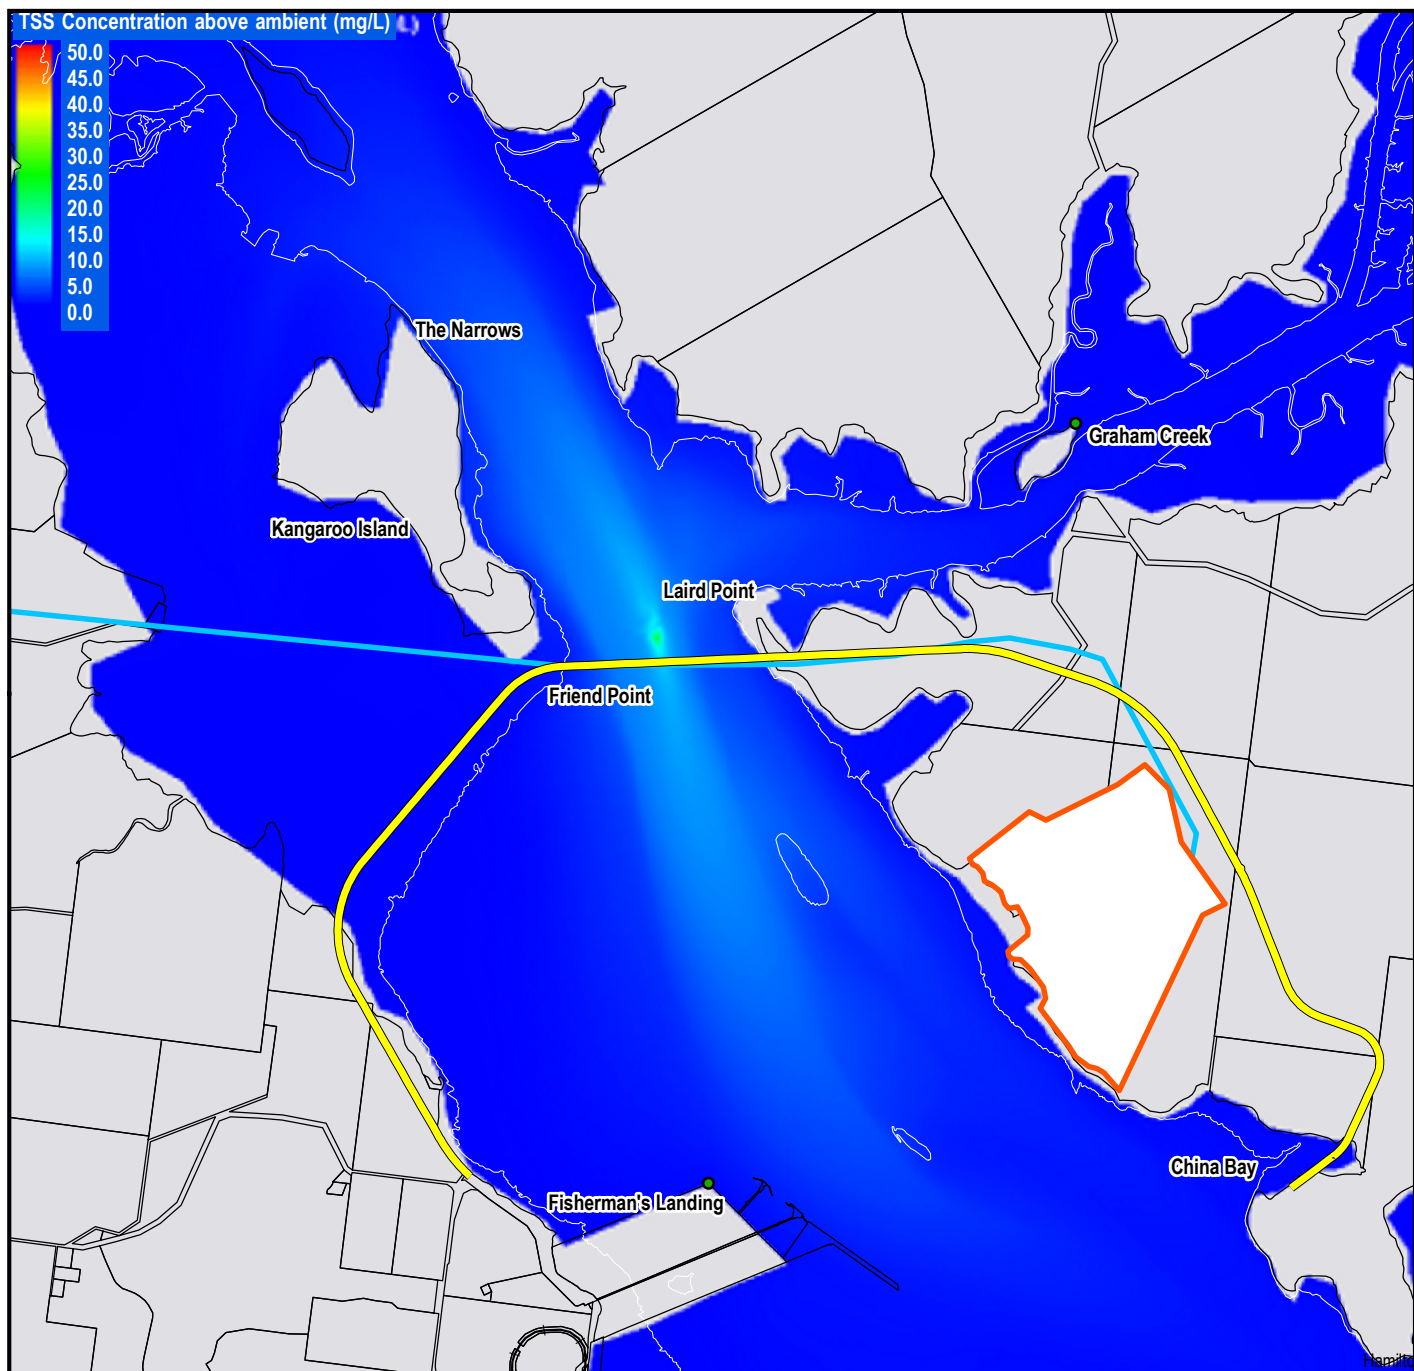 TSS Concentration above ambient (mg/L)
50.0
45.0
40.0
35.0
30.0
25.0
20.0
15.0
10.0
5.0
0.0
The Narrows
Graham Creek
Kangaroo Island
Laird Point
Friend Point
China Bay
Fisherman's Landing